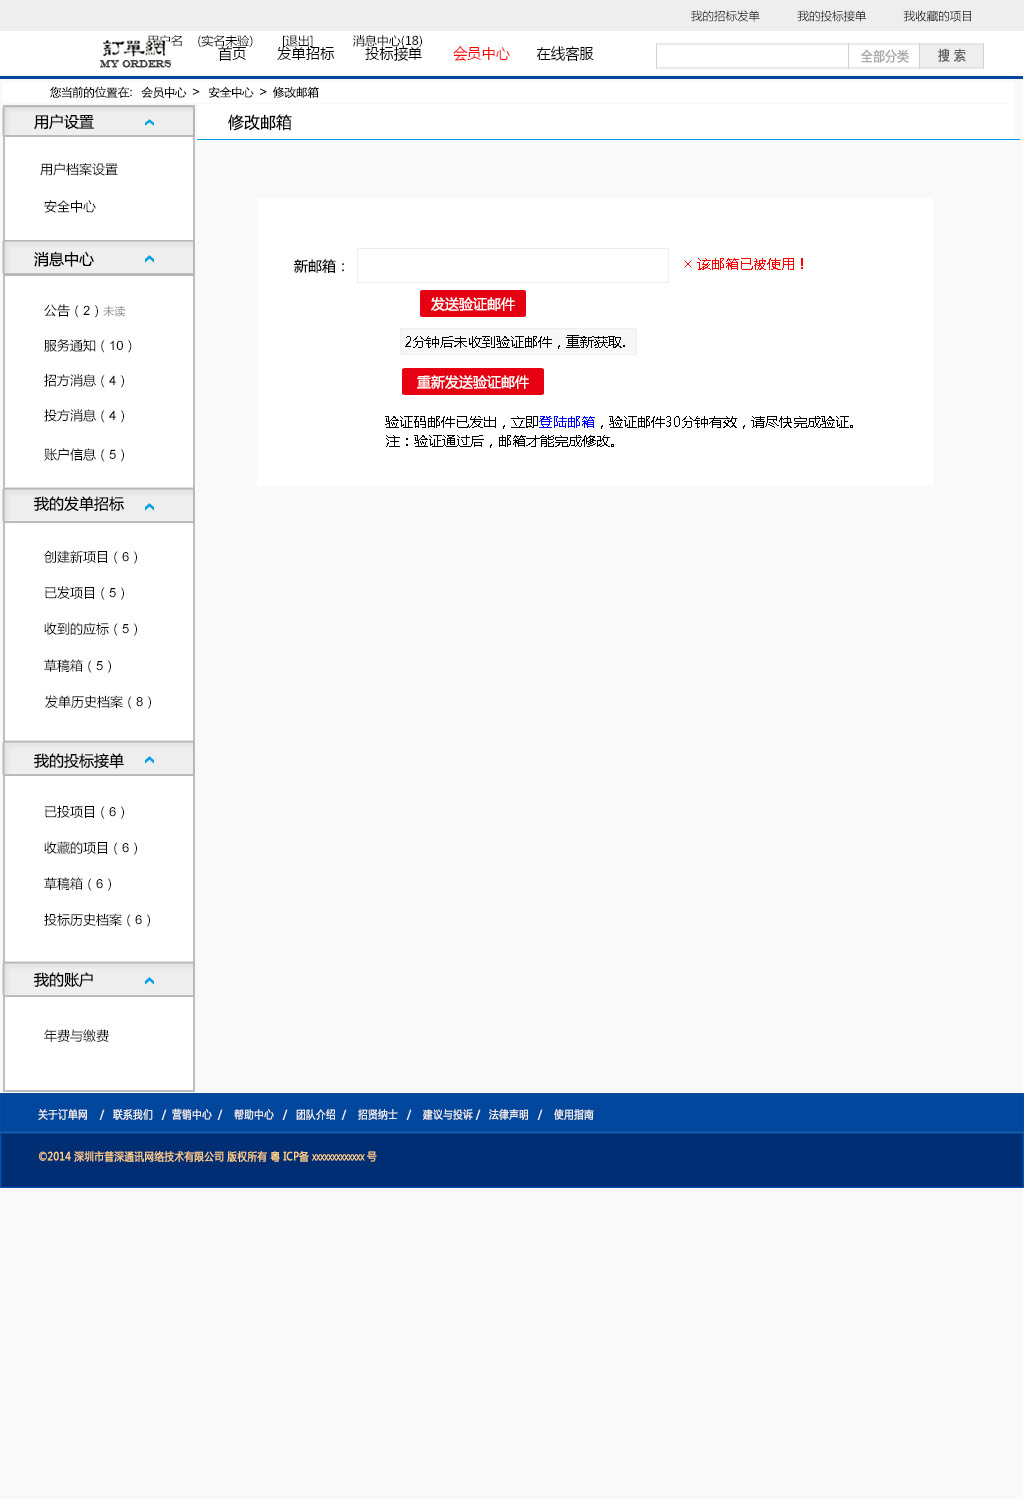 我的招标发单 我的投标接单 我收藏的项目
用户名 (实名未验) [退出] 消息中心(18)
訂單網
MY ORDERS
首页 发单招标 投标接单 会员中心 在线客服 全部分类 搜 索
您当前的位置在: 会员中心 > 安全中心 > 修改邮箱
用户设置
修改邮箱
用户档案设置
安全中心
消息中心
公告（2）未读
服务通知（10）
招方消息（4）
投方消息（4）
账户信息（5）
新邮箱：
× 该邮箱已被使用！
发送验证邮件
2分钟后未收到验证邮件，重新获取.
重新发送验证邮件
验证码邮件已发出，立即登陆邮箱，验证邮件30分钟有效，请尽快完成验证。
注：验证通过后，邮箱才能完成修改。
我的发单招标
创建新项目（6）
已发项目（5）
收到的应标（5）
草稿箱（5）
发单历史档案（8）
我的投标接单
已投项目（6）
收藏的项目（6）
草稿箱（6）
投标历史档案（6）
我的账户
年费与缴费
关于订单网 / 联系我们 / 营销中心 / 帮助中心 / 团队介绍 / 招贤纳士 / 建议与投诉 / 法律声明 / 使用指南
©2014 深圳市普深通讯网络技术有限公司 版权所有 粤 ICP备 xxxxxxxxxxxx 号